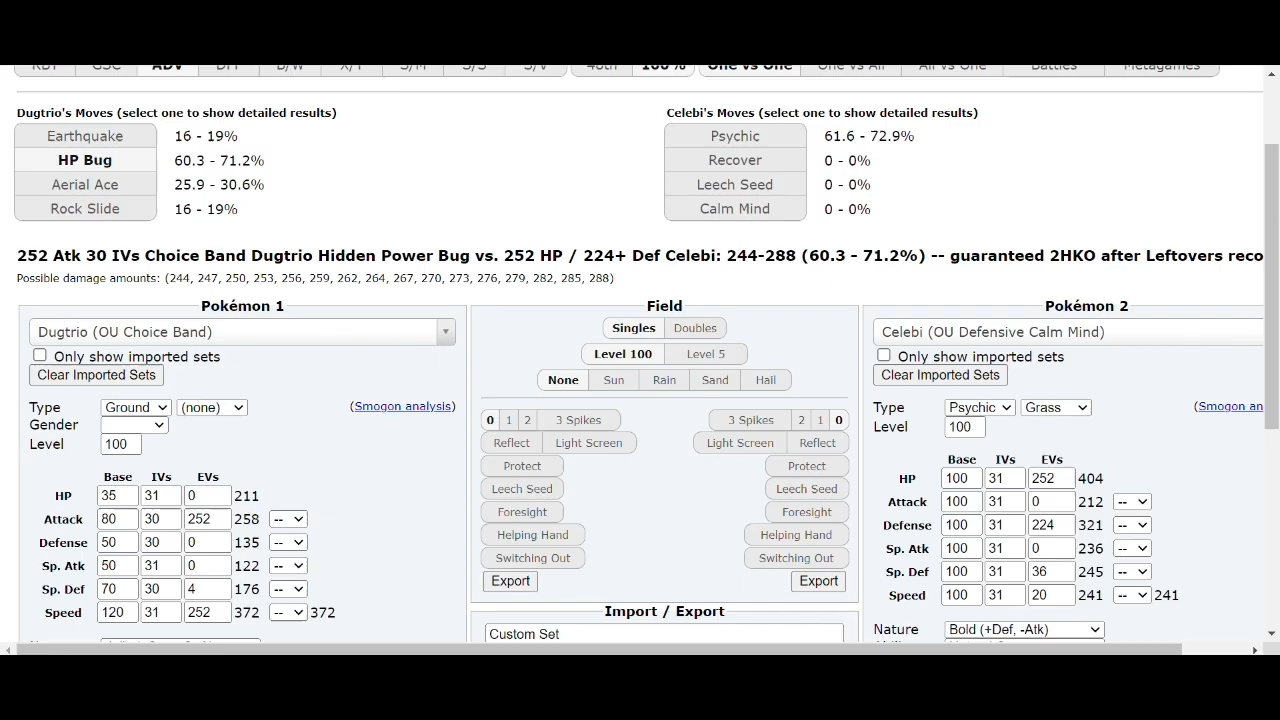 RBY GSC ADV DPP B/W X/Y S/M S/S S/V 48th 100% One vs One One vs All All vs One Battles Metagames
Dugtrio's Moves (select one to show detailed results)
Earthquake 16 - 19%
HP Bug 60.3 - 71.2%
Aerial Ace 25.9 - 30.6%
Rock Slide 16 - 19%
Celebi's Moves (select one to show detailed results)
Psychic 61.6 - 72.9%
Recover 0 - 0%
Leech Seed 0 - 0%
Calm Mind 0 - 0%
252 Atk 30 IVs Choice Band Dugtrio Hidden Power Bug vs. 252 HP / 224+ Def Celebi: 244-288 (60.3 - 71.2%) -- guaranteed 2HKO after Leftovers reco
Possible damage amounts: (244, 247, 250, 253, 256, 259, 262, 264, 267, 270, 273, 276, 279, 282, 285, 288)
Pokémon 1
Dugtrio (OU Choice Band)
Only show imported sets
Clear Imported Sets
Type Ground (none) (Smogon analysis)
Gender
Level 100
Base IVs EVs
HP 35 31 0 211
Attack 80 30 252 258 --
Defense 50 30 0 135 --
Sp. Atk 50 31 0 122 --
Sp. Def 70 30 4 176 --
Speed 120 31 252 372 -- 372
Field
Singles Doubles
Level 100 Level 5
None Sun Rain Sand Hail
0 1 2 3 Spikes 3 Spikes 2 1 0
Reflect Light Screen Light Screen Reflect
Protect Protect
Leech Seed Leech Seed
Foresight Foresight
Helping Hand Helping Hand
Switching Out Switching Out
Export Export
Import / Export
Custom Set
Pokémon 2
Celebi (OU Defensive Calm Mind)
Only show imported sets
Clear Imported Sets
Type Psychic Grass (Smogon an
Level 100
Base IVs EVs
HP 100 31 252 404
Attack 100 31 0 212 --
Defense 100 31 224 321 --
Sp. Atk 100 31 0 236 --
Sp. Def 100 31 36 245 --
Speed 100 31 20 241 -- 241
Nature Bold (+Def, -Atk)